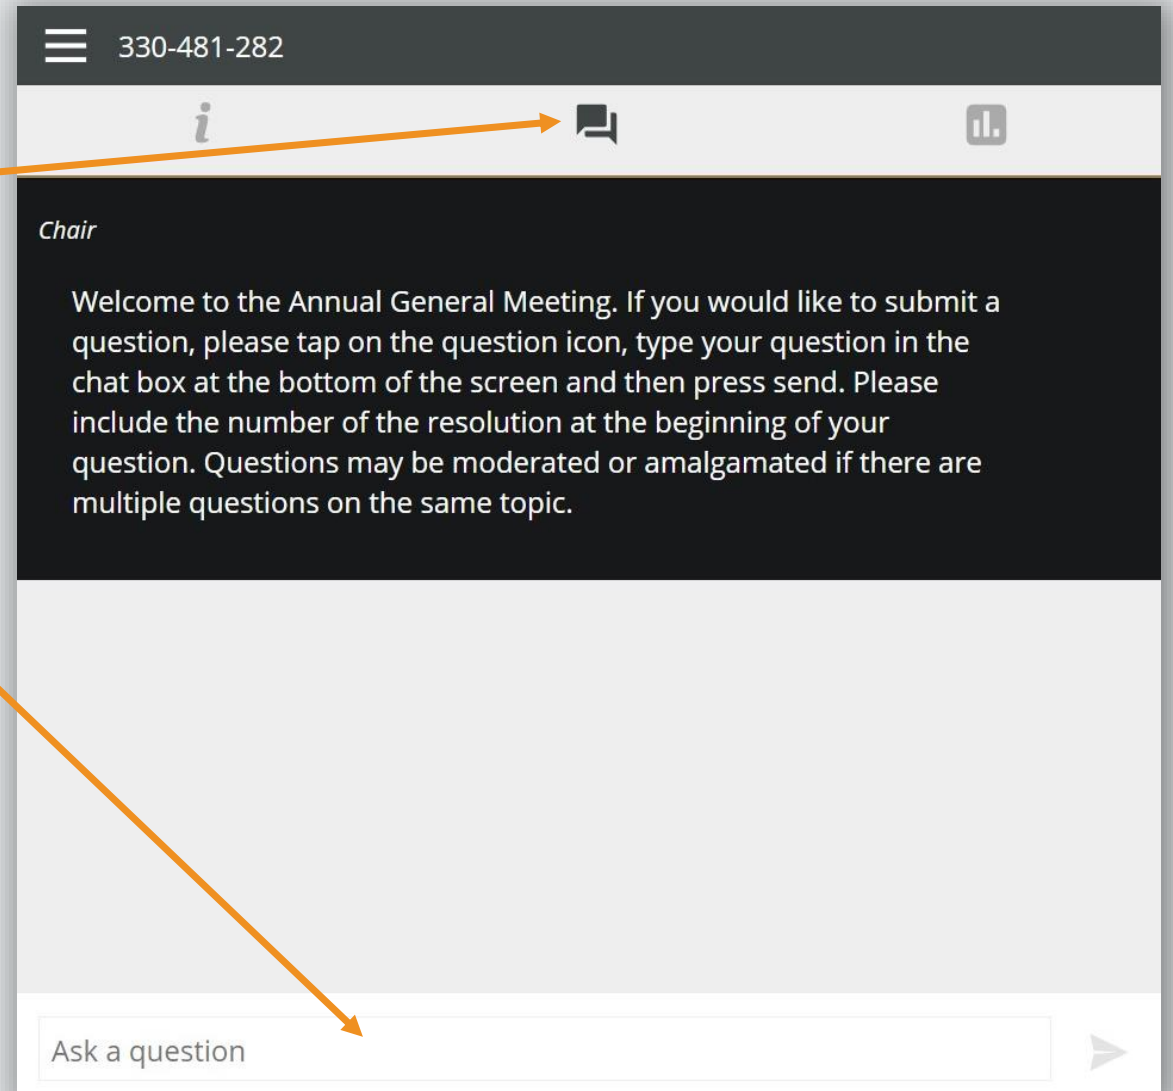 330-481-282
Chair
Welcome to the Annual General Meeting. If you would like to submit a
question, please tap on the question icon, type your question in the
chat box at the bottom of the screen and then press send. Please
include the number of the resolution at the beginning of your
question. Questions may be moderated or amalgamated if there are
multiple questions on the same topic.
Ask a question